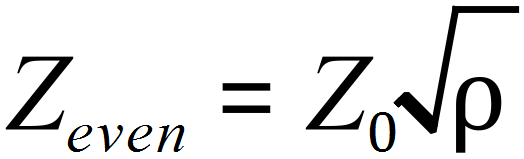 Z_even = Z_0√ρ